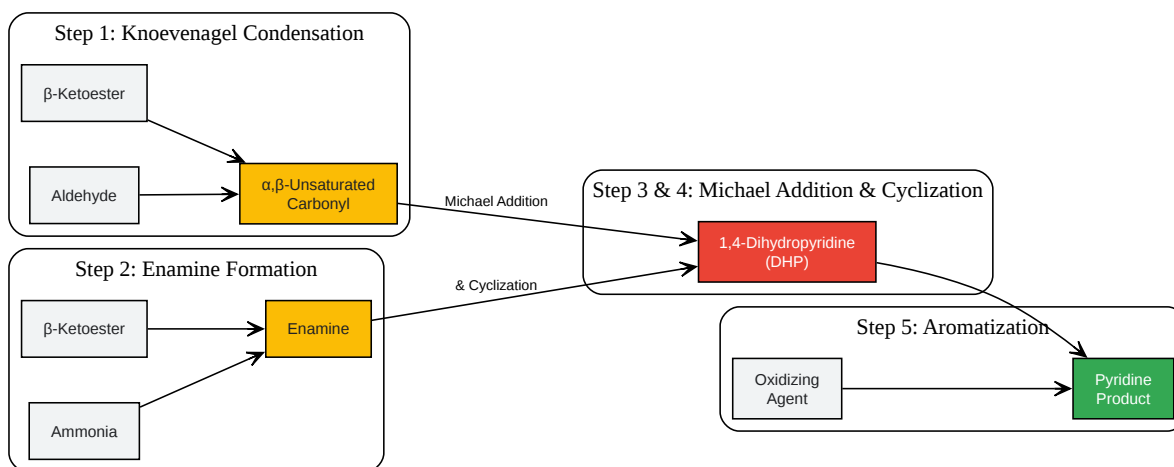 Step 1: Knoevenagel Condensation
β-Ketoester
Aldehyde
α,β-Unsaturated
Carbonyl
Michael Addition
Step 2: Enamine Formation
β-Ketoester
Enamine
Ammonia
& Cyclization
Step 3 & 4: Michael Addition & Cyclization
1,4-Dihydropyridine
(DHP)
Step 5: Aromatization
Oxidizing
Agent
Pyridine
Product